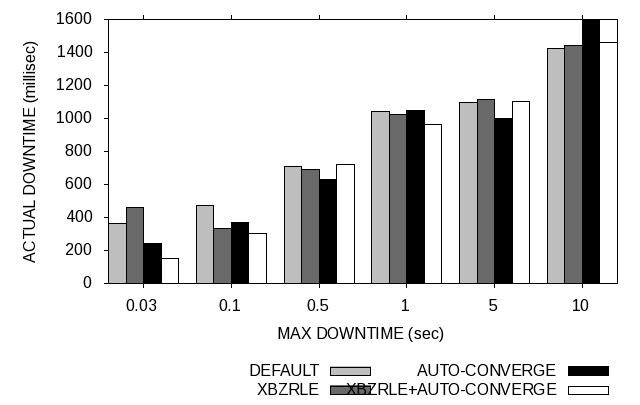 1600
1400
1200
1000
800
600
400
200
0
ACTUAL DOWNTIME (millisec)
0.03 0.1 0.5 1 5 10
MAX DOWNTIME (sec)
DEFAULT AUTO-CONVERGE
XBZRLE XBZRLE+AUTO-CONVERGE